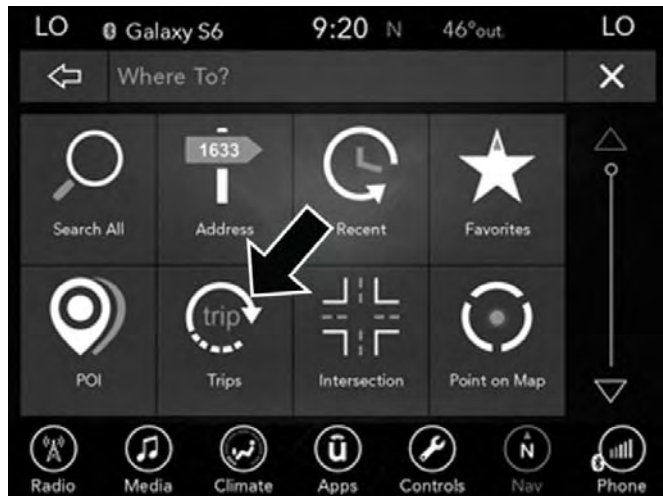 LO Galaxy S6 9:20 N 46°out. LO
Where To?
1633
Search All Address Recent Favorites
trip
POI Trips Intersection Point on Map
ū N
Radio Media Climate Apps Controls Nav Phone